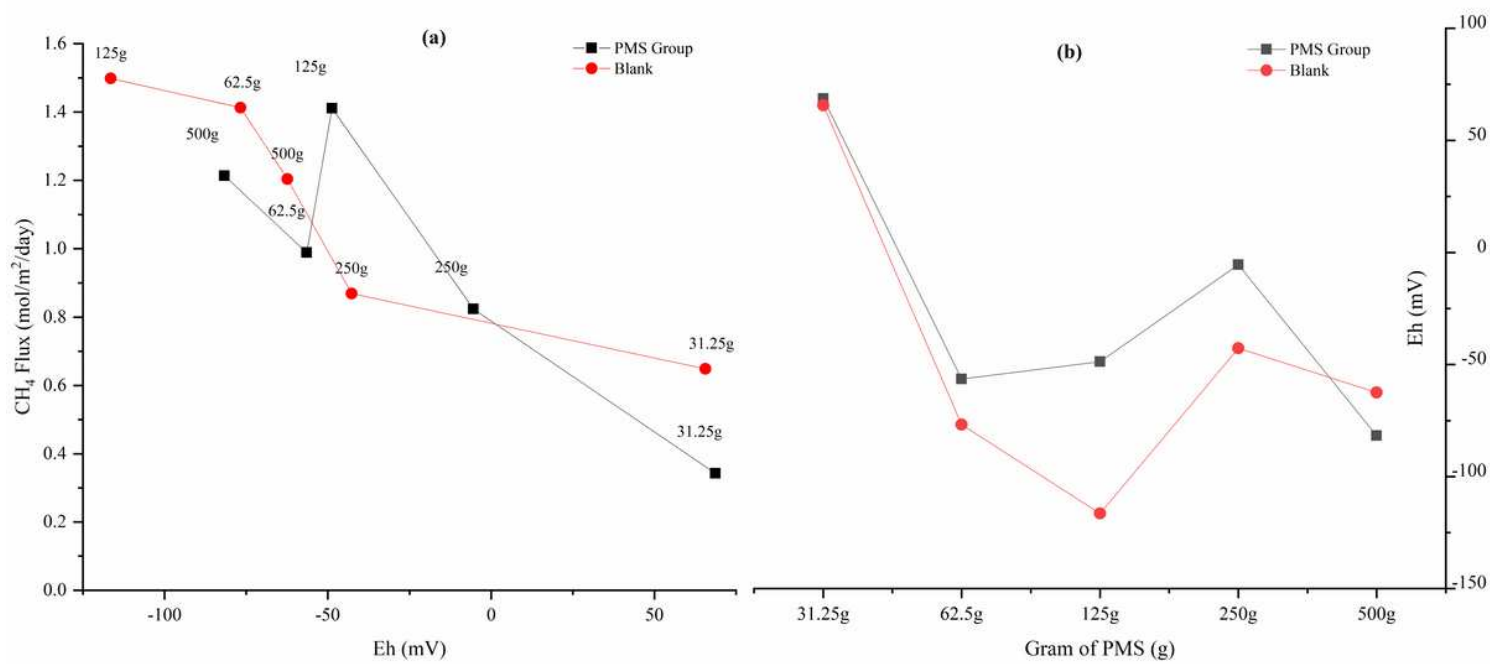 (a)
PMS Group
Blank
1.6
1.4
1.2
1.0
0.8
0.6
0.4
0.2
0.0
CH₄ Flux (mol/m²/day)
125g
62.5g
125g
500g
500g
62.5g
250g
250g
31.25g
31.25g
-100
-50
0
50
Eh (mV)
(b)
PMS Group
Blank
100
50
0
-50
-100
-150
Eh (mV)
31.25g
62.5g
125g
250g
500g
Gram of PMS (g)